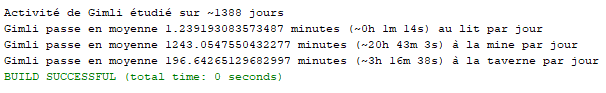 Activité de Gimli étudié sur ~1388 jours
Gimli passe en moyenne 1.239193083573487 minutes (~0h 1m 14s) au lit par jour
Gimli passe en moyenne 1243.0547550432277 minutes (~20h 43m 3s) à la mine par jour
Gimli passe en moyenne 196.64265129682997 minutes (~3h 16m 38s) à la taverne par jour
BUILD SUCCESSFUL (total time: 0 seconds)